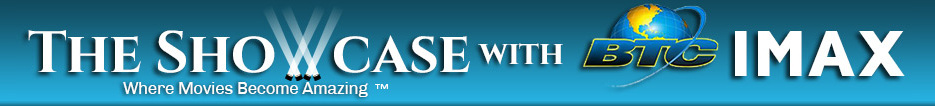 THE SHOWCASE WITH BTC IMAX
Where Movies Become Amazing ™